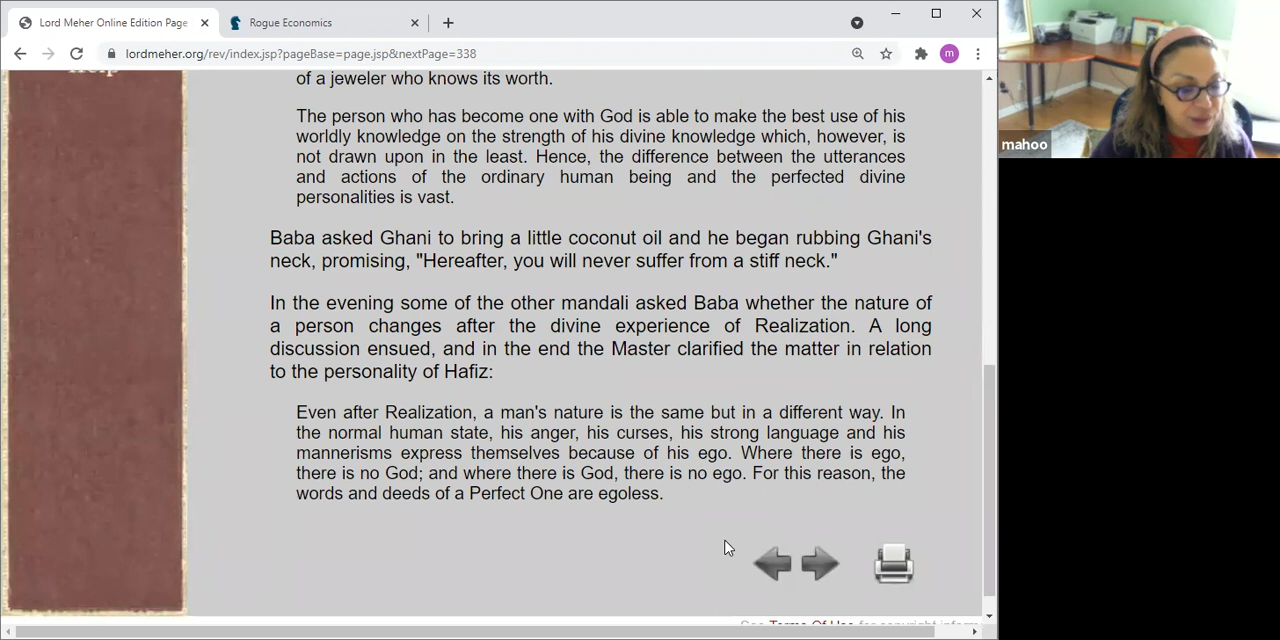 Lord Meher Online Edition Page
Rogue Economics
lordmeher.org/rev/index.jsp?pageBase=page.jsp&nextPage=338
m
Help
of a jeweler who knows its worth.
The person who has become one with God is able to make the best use of his
worldly knowledge on the strength of his divine knowledge which, however, is
not drawn upon in the least. Hence, the difference between the utterances
and actions of the ordinary human being and the perfected divine
personalities is vast.
Baba asked Ghani to bring a little coconut oil and he began rubbing Ghani's
neck, promising, "Hereafter, you will never suffer from a stiff neck."
In the evening some of the other mandali asked Baba whether the nature of
a person changes after the divine experience of Realization. A long
discussion ensued, and in the end the Master clarified the matter in relation
to the personality of Hafiz:
Even after Realization, a man's nature is the same but in a different way. In
the normal human state, his anger, his curses, his strong language and his
mannerisms express themselves because of his ego. Where there is ego,
there is no God; and where there is God, there is no ego. For this reason, the
words and deeds of a Perfect One are egoless.
See Terms Of Use for copyright inform
mahoo